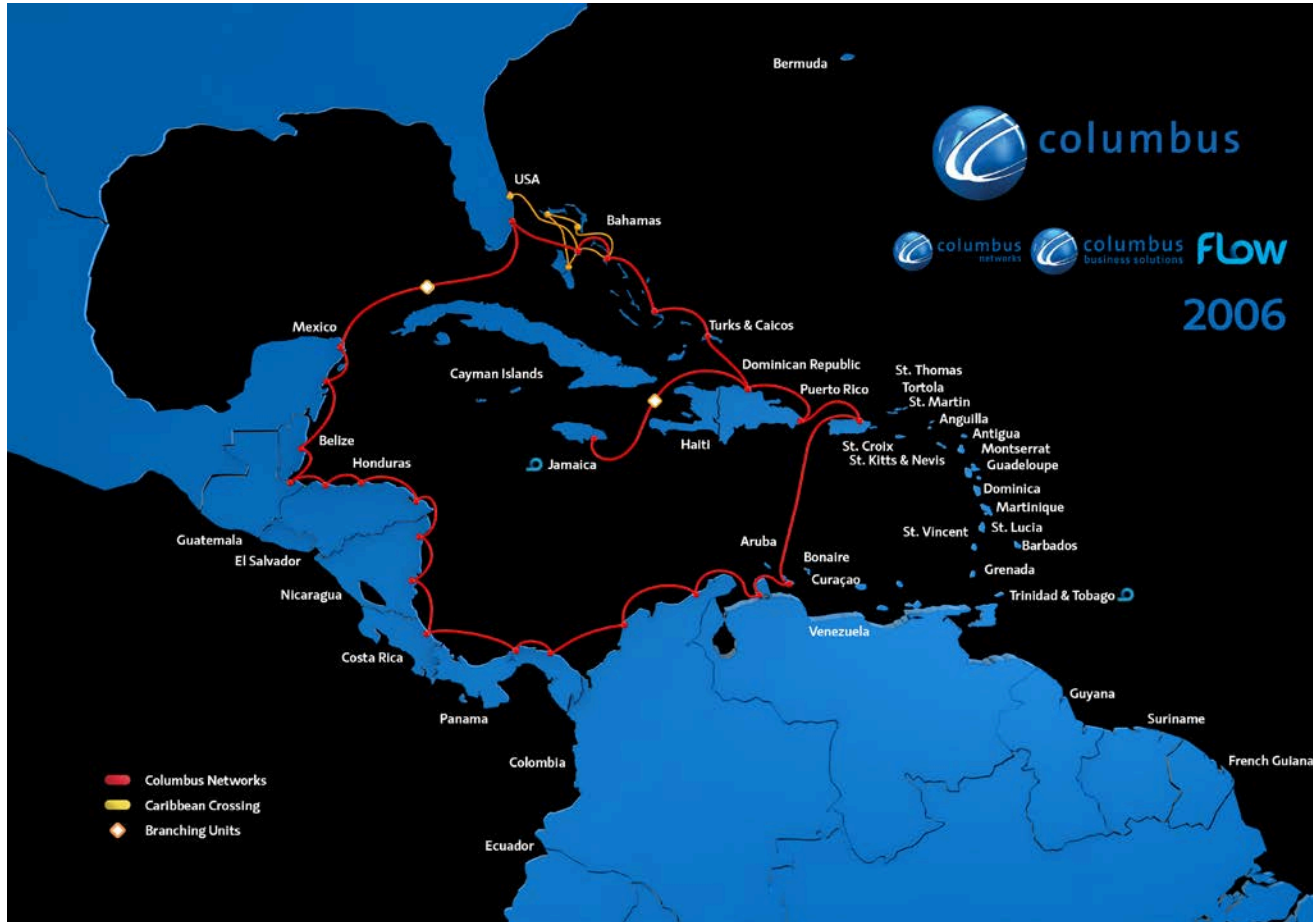 Bermuda
columbus
columbus
networks
columbus
business solutions
FLOW
2006
USA
Bahamas
Mexico
Turks & Caicos
Cayman Islands
Dominican Republic
Puerto Rico
St. Thomas
Tortola
St. Martin
Anguilla
Antigua
Montserrat
Guadeloupe
Dominica
Martinique
St. Lucia
St. Vincent
Barbados
Grenada
Trinidad & Tobago
Belize
Honduras
Jamaica
Haiti
St. Croix
St. Kitts & Nevis
Guatemala
El Salvador
Nicaragua
Costa Rica
Panama
Aruba
Bonaire
Curaçao
Venezuela
Guyana
Suriname
French Guiana
Colombia
Ecuador
Columbus Networks
Caribbean Crossing
Branching Units